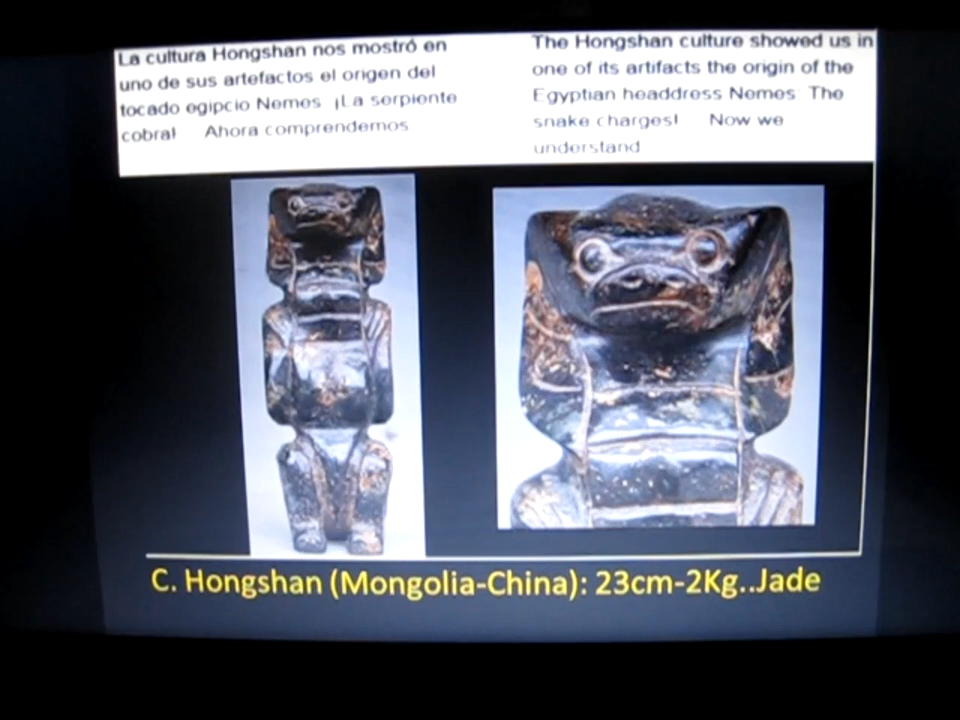 La cultura Hongshan nos mostró en
uno de sus artefactos el origen del
tocado egipcio Nemes ¡La serpiente
cobra! Ahora comprendemos
The Hongshan culture showed us in
one of its artifacts the origin of the
Egyptian headdress Nemes The
snake charges! Now we
understand
C. Hongshan (Mongolia-China): 23cm-2Kg..Jade